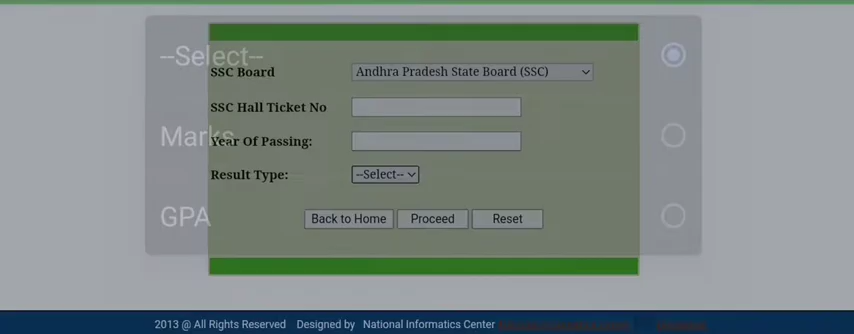 --Select--
SSC Board Andhra Pradesh State Board (SSC)
SSC Hall Ticket No
Marks
Year Of Passing:
Result Type: --Select--
GPA
Back to Home Proceed Reset
2013 @ All Rights Reserved Designed by National Informatics Center